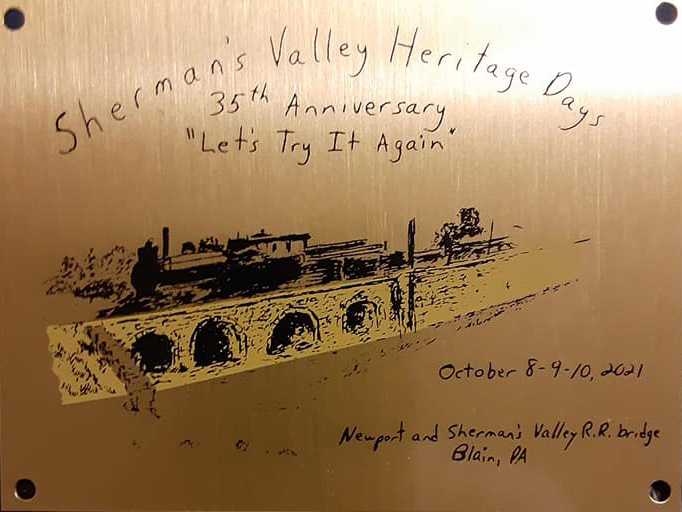 Sherman's Valley Heritage Days
35th Anniversary
"Let's Try It Again"
October 8-9-10, 2021
Newport and Sherman's Valley R.R. bridge
Blain, PA